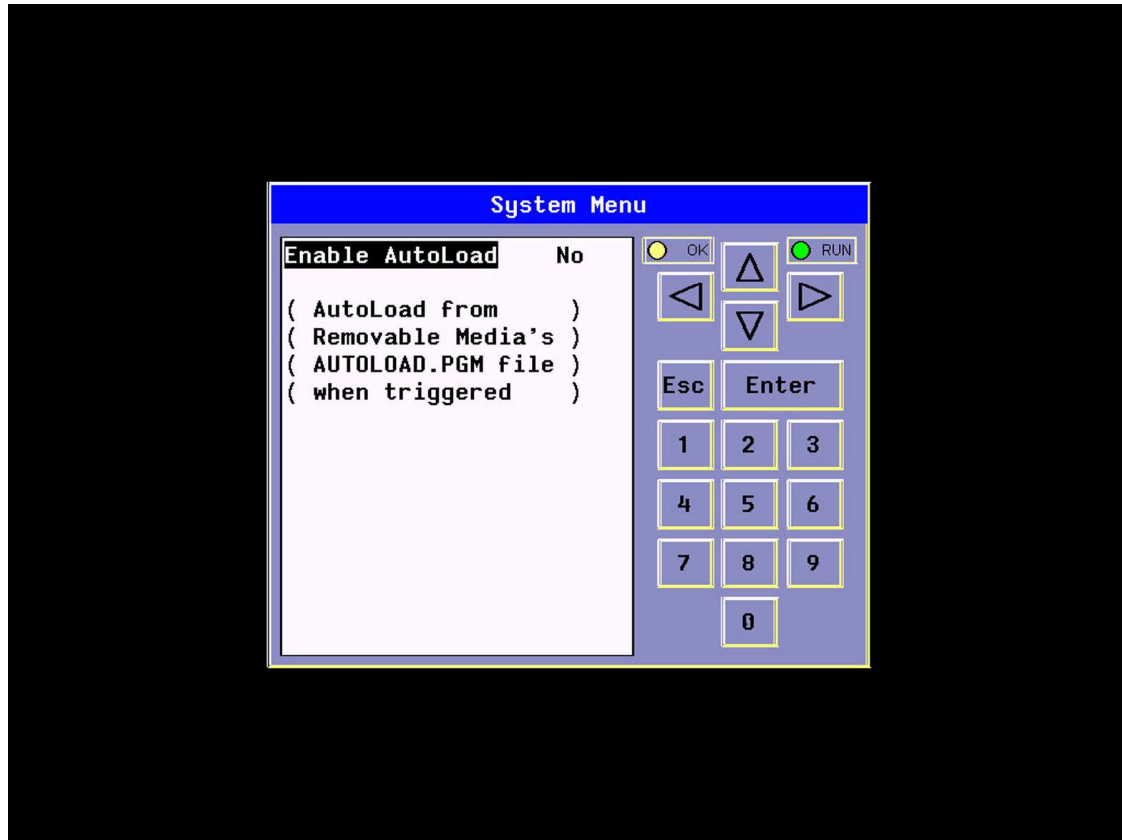 System Menu
Enable AutoLoad No
( AutoLoad from )
( Removable Media's )
( AUTOLOAD.PGM file )
( when triggered )
OK
RUN
Esc Enter
1 2 3
4 5 6
7 8 9
0